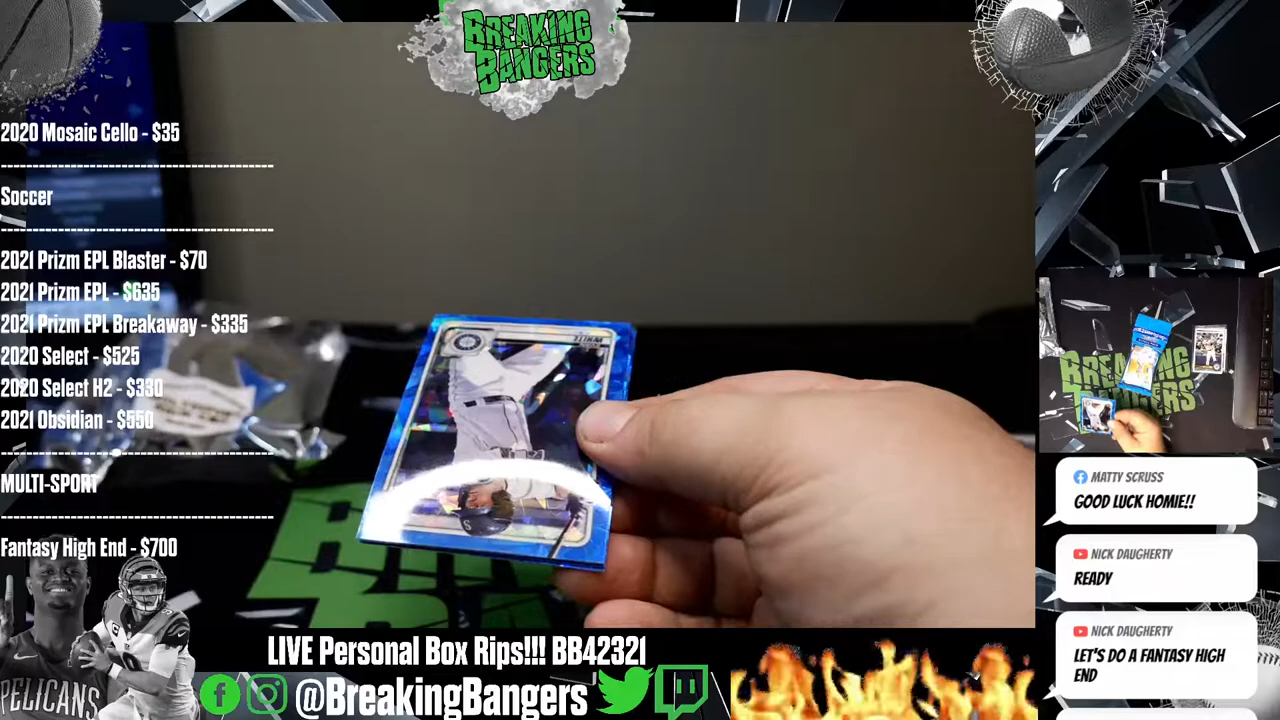 BREAKING
BANGERS
2020 Mosaic Cello - $35
Soccer
2021 Prizm EPL Blaster - $70
2021 Prizm EPL - $635
2021 Prizm EPL Breakaway - $335
2020 Select - $525
2020 Select H2 - $330
2021 Obsidian - $550
MULTI-SPORT
Fantasy High End - $700
WHITE
MATTY SCRUSS
GOOD LUCK HOMIE!!
NICK DAUGHERTY
READY
NICK DAUGHERTY
LET'S DO A FANTASY HIGH
END
LIVE Personal Box Rips!!! BB42321
@BreakingBangers
PELICANS